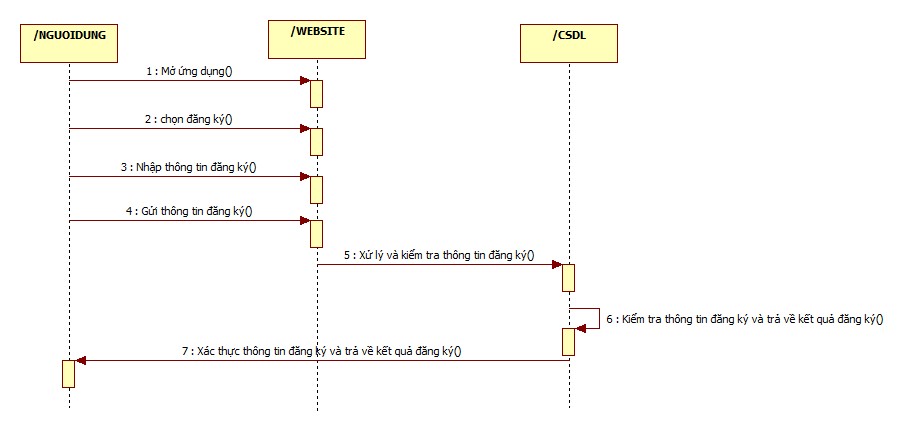 /NGUOIDUNG
/WEBSITE
/CSDL
1 : Mở ứng dụng()
2 : chọn đăng ký()
3 : Nhập thông tin đăng ký()
4 : Gửi thông tin đăng ký()
5 : Xử lý và kiểm tra thông tin đăng ký()
6 : Kiểm tra thông tin đăng ký và trả về kết quả đăng ký()
7 : Xác thực thông tin đăng ký và trả về kết quả đăng ký()